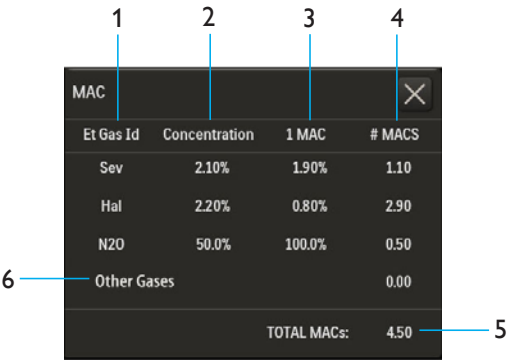 1 2 3 4
MAC
Et Gas Id Concentration 1 MAC # MACS
Sev 2.10% 1.90% 1.10
Hal 2.20% 0.80% 2.90
N2O 50.0% 100.0% 0.50
6 Other Gases 0.00
TOTAL MACs: 4.50 5